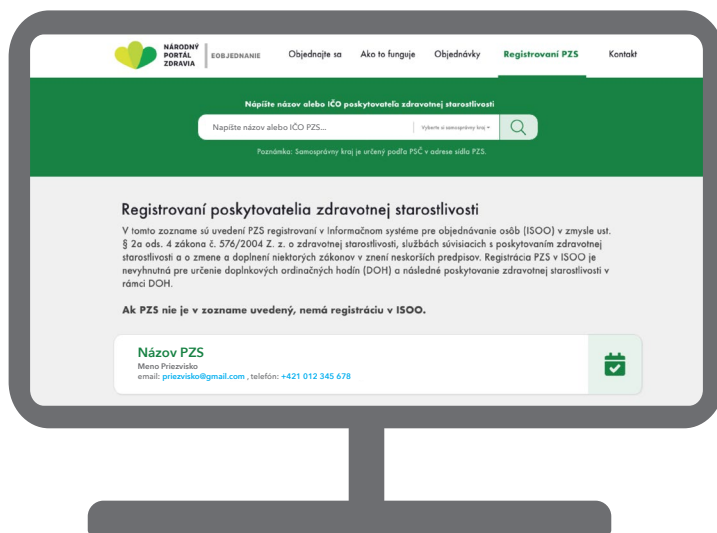 NÁRODNÝ
PORTÁL
ZDRAVIA
EOBJEDNANIE
Objednajte sa
Ako to funguje
Objednávky
Registrovaní PZS
Kontakt
Nápíšte názov alebo IČO poskytovateľa zdravotnej starostlivosti
Napíšte názov alebo IČO PZS...
Vyberte si samosprávny kraj
Poznámka: Samosprávny kraj je určený podľa PSČ v adrese sídla PZS.
Registrovaní poskytovatelia zdravotnej starostlivosti
V tomto zozname sú uvedení PZS registrovaní v Informačnom systéme pre objednávanie osôb (ISOO) v zmysle ust.
§ 2a ods. 4 zákona č. 576/2004 Z. z. o zdravotnej starostlivosti, službách súvisiacich s poskytovaním zdravotnej
starostlivosti a o zmene a doplnení niektorých zákonov v znení neskorších predpisov. Registrácia PZS v ISOO je
nevyhnutná pre určenie doplnkových ordinačných hodín (DOH) a následné poskytovanie zdravotnej starostlivosti v
rámci DOH.
Ak PZS nie je v zozname uvedený, nemá registráciu v ISOO.
Názov PZS
Meno Priezvisko
email: priezvisko@gmail.com , telefón: +421 012 345 678